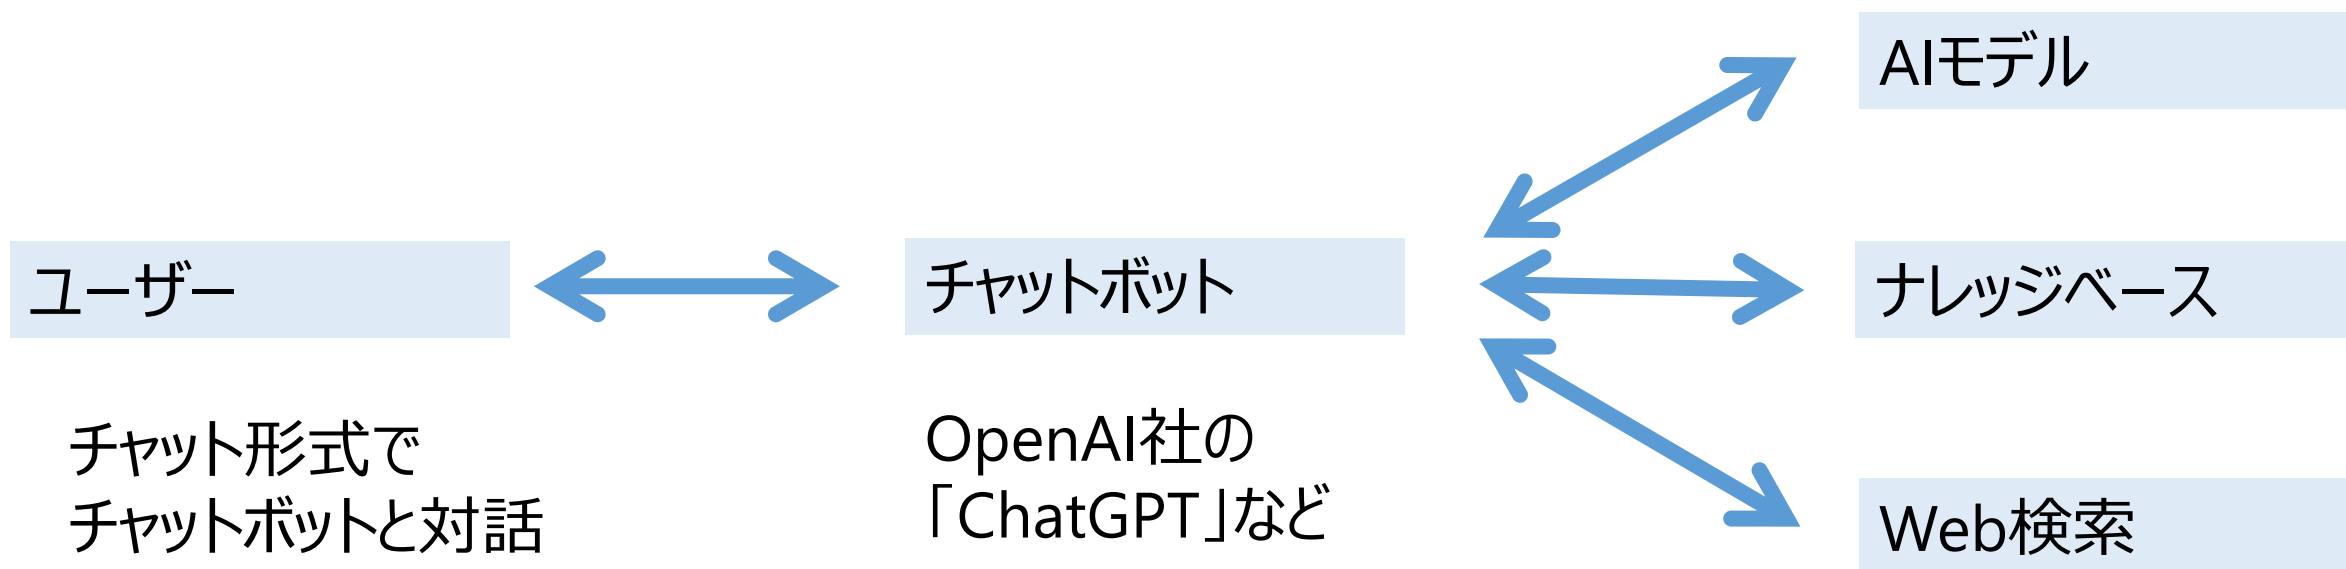 AIモデル
ユーザー
チャットボット
ナレッジベース
チャット形式で
チャットボットと対話
OpenAI社の
「ChatGPT」など
Web検索